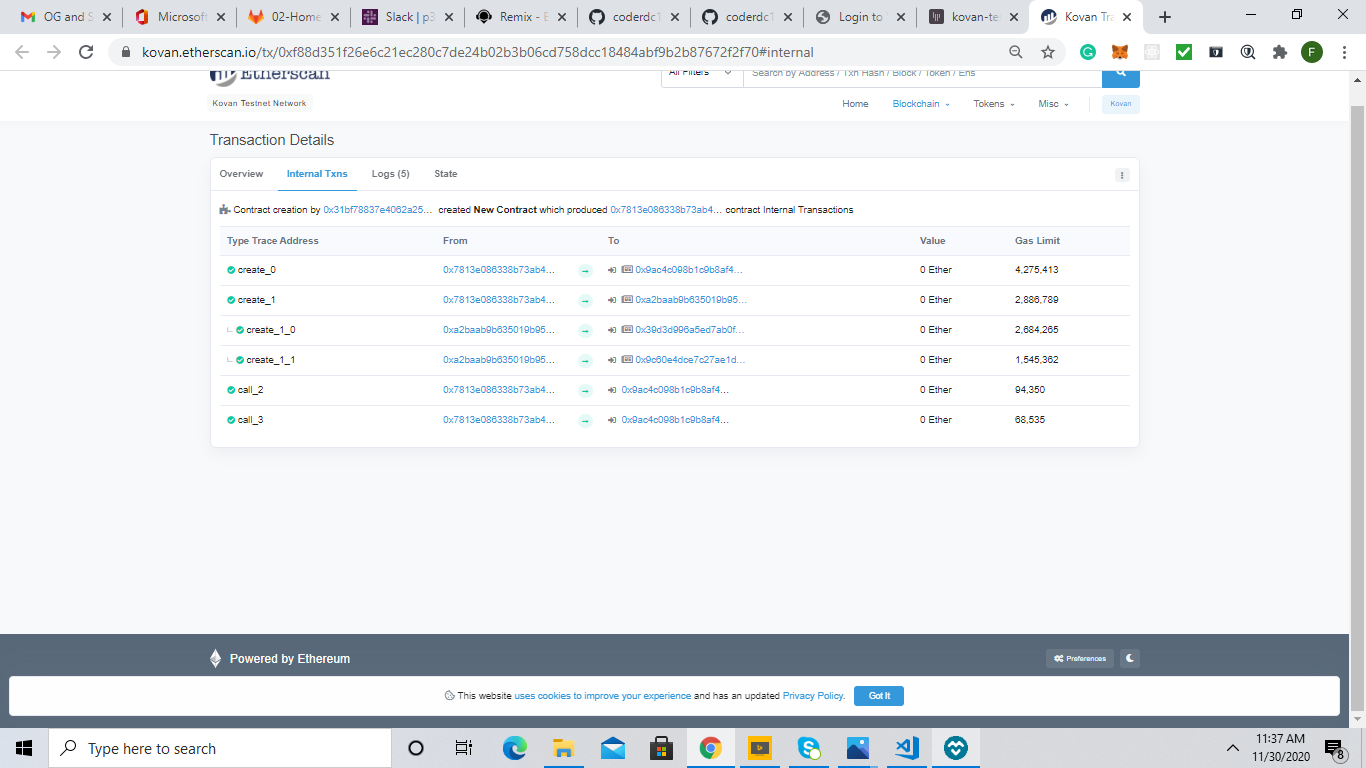 OG and S
Microsoft
02-Home
Slack | p3
Remix - E
coderdc1
coderdc1
Login to
kovan-te
Kovan Tra
kovan.etherscan.io/tx/0xf88d351f26e6c21ec280c7de24b02b3b06cd758dcc18484abf9b2b87672f2f70#internal
F
Etherscan
All Filters
Search by Address / Txn Hash / Block / Token / Ens
Kovan Testnet Network
Home Blockchain Tokens Misc Kovan
Transaction Details
Overview Internal Txns Logs (5) State
Contract creation by 0x31bf78837e4062a25... created New Contract which produced 0x7813e086338b73ab4... contract Internal Transactions
Type Trace Address From To Value Gas Limit
create_0 0x7813e086338b73ab4... → 0x9ac4c098b1c9b8af4... 0 Ether 4,275,413
create_1 0x7813e086338b73ab4... → 0xa2baab9b635019b95... 0 Ether 2,886,789
create_1_0 0xa2baab9b635019b95... → 0x39d3d996a5ed7ab0f... 0 Ether 2,684,265
create_1_1 0xa2baab9b635019b95... → 0x9c60e4dce7c27ae1d... 0 Ether 1,545,362
call_2 0x7813e086338b73ab4... → 0x9ac4c098b1c9b8af4... 0 Ether 94,350
call_3 0x7813e086338b73ab4... → 0x9ac4c098b1c9b8af4... 0 Ether 68,535
Powered by Ethereum
Preferences
This website uses cookies to improve your experience and has an updated Privacy Policy. Got It
Type here to search
11:37 AM
11/30/2020
8